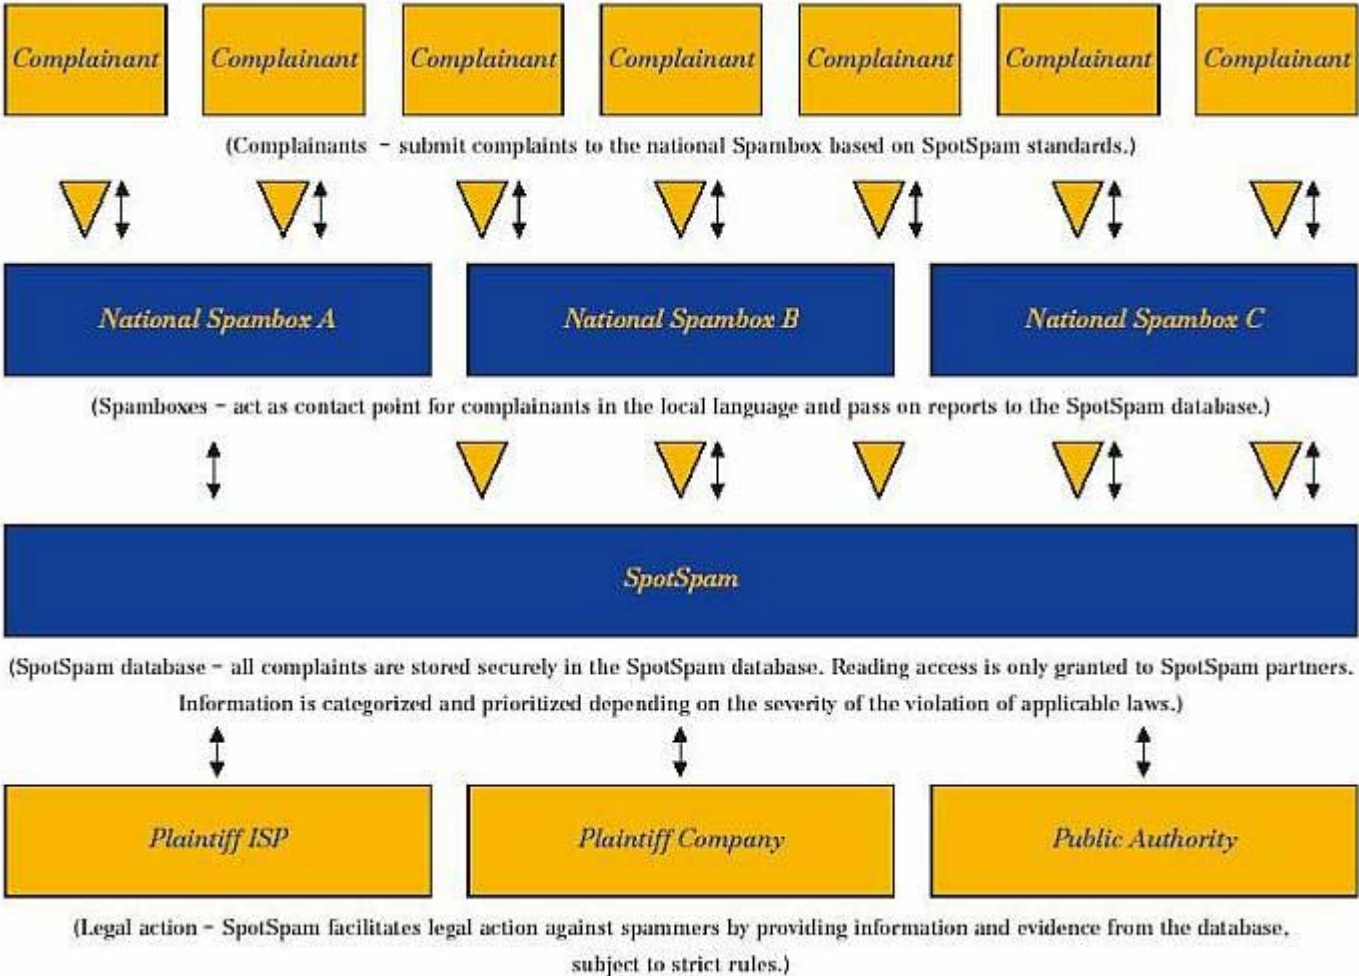 Complainant Complainant Complainant Complainant Complainant Complainant Complainant
(Complainants – submit complaints to the national Spambox based on SpotSpam standards.)
National Spambox A National Spambox B National Spambox C
(Spamboxes – act as contact point for complainants in the local language and pass on reports to the SpotSpam database.)
SpotSpam
(SpotSpam database – all complaints are stored securely in the SpotSpam database. Reading access is only granted to SpotSpam partners.
Information is categorized and prioritized depending on the severity of the violation of applicable laws.)
Plaintiff ISP Plaintiff Company Public Authority
(Legal action – SpotSpam facilitates legal action against spammers by providing information and evidence from the database,
subject to strict rules.)